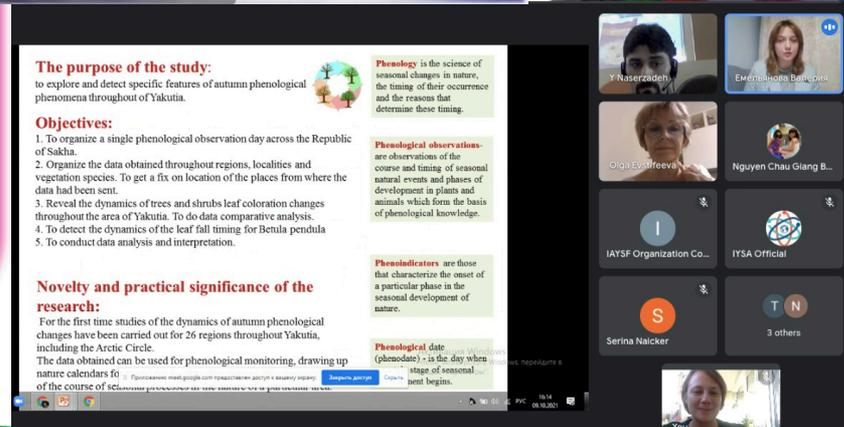 The purpose of the study:
to explore and detect specific features of autumn phenological
phenomena throughout of Yakutia.
Objectives:
1. To organize a single phenological observation day across the Republic
of Sakha.
2. Organize the data obtained throughout regions, localities and
vegetation species. To get a fix on location of the places from where the
data had been sent.
3. Reveal the dynamics of trees and shrubs leaf coloration changes
throughout the area of Yakutia. To do data comparative analysis.
4. To detect the dynamics of the leaf fall timing for Betula pendula
5. To conduct data analysis and interpretation.
Novelty and practical significance of the
research:
For the first time studies of the dynamics of autumn phenological
changes have been carried out for 26 regions throughout Yakutia,
including the Arctic Circle.
The data obtained can be used for phenological monitoring, drawing up
nature calendars fo
of the course of seasonal processes in the nature of a particular area.
Phenology is the science of
seasonal changes in nature,
the timing of their occurrence
and the reasons that
determine these timing.
Phenological observations-
are observations of the
course and timing of seasonal
natural events and phases of
development in plants and
animals which form the basis
of phenological knowledge.
Phenoindicators are those
that characterize the onset of
a particular phase in the
seasonal development of
nature.
Phenological date
(phenodate) - is the day when
stage of seasonal
ment begins.
Windows
Windows, перейдите в
Приложению meet.google.com предоставлен доступ к вашему экрану.
Закрыть доступ
Скрыть
РУС
16:14
09.10.2021
Y Naserzadeh
Емельянова Валерия
Olga Evstifeeva
Nguyen Chau Giang B...
I
IAYSF Organization Co...
IYSA Official
S
Serina Naicker
T
N
3 others
You